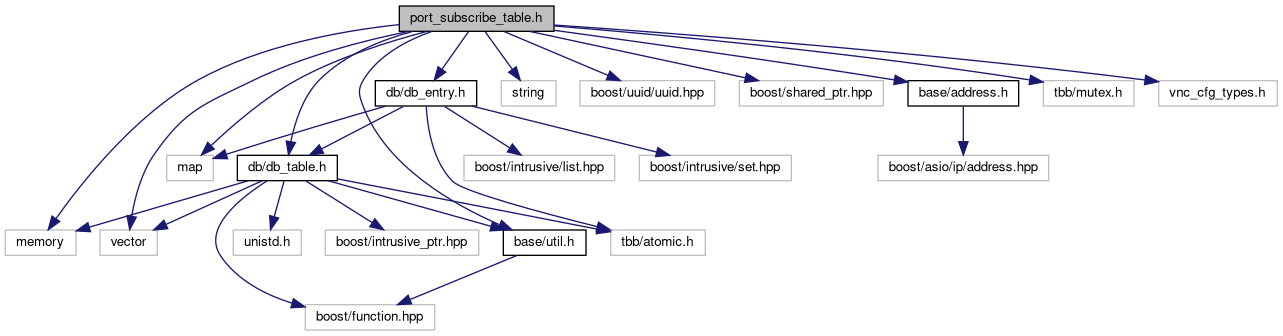 port_subscribe_table.h
db/db_entry.h
string
boost/uuid/uuid.hpp
boost/shared_ptr.hpp
base/address.h
tbb/mutex.h
vnc_cfg_types.h
map
db/db_table.h
boost/intrusive/list.hpp
boost/intrusive/set.hpp
boost/asio/ip/address.hpp
memory
vector
unistd.h
boost/intrusive_ptr.hpp
base/util.h
tbb/atomic.h
boost/function.hpp